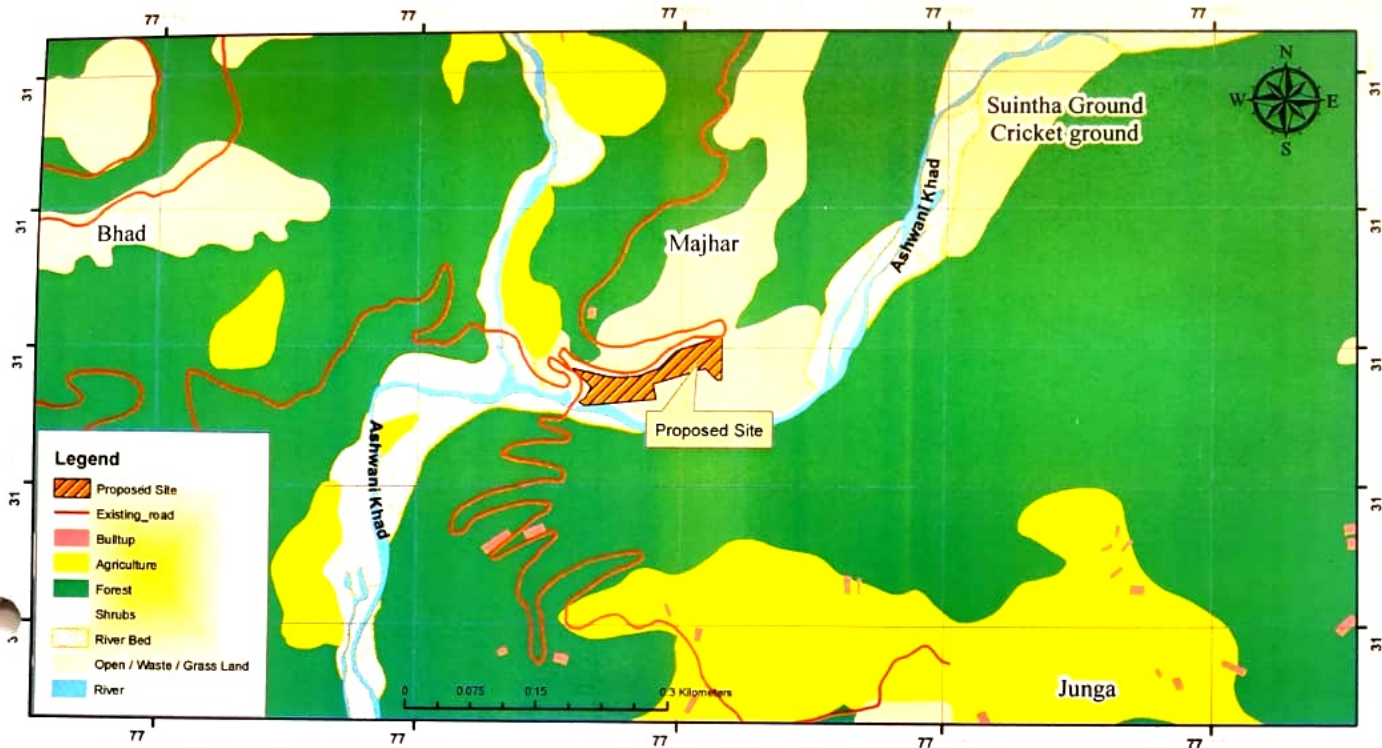 77 77 77 77 77
N
W E
S
31 31
Suintha Ground
Cricket ground
Ashwani Khad
31 31
Bhad
Majhar
31 31
Proposed Site
Ashwani Khad
Legend
Proposed Site
Existing_road
Builtup
Agriculture
Forest
Shrubs
River Bed
Open / Waste / Grass Land
River
31 31
31
0 0.075 0.15 0.3 Kilometers
Junga
77 77 77 77 77